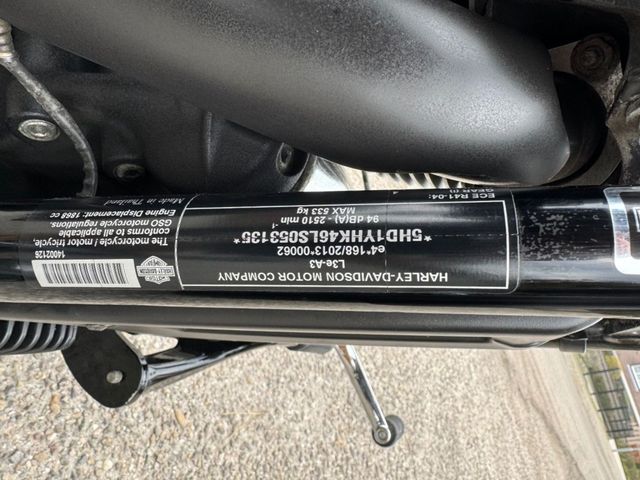 HARLEY-DAVIDSON MOTOR COMPANY
L3e-A3
e4*168/2013*00062
*5HD1YHK46LS053135*
94 dB(A) - 2510 min -1
MAX 533 kg
ECE R41-04:
GEAR (I)
14002126
The motorcycle / motor tricycle.
conforms to all applicable
GSO motorcycle regulations.
Engine Displacement: 1868 cc
Made in Thailand